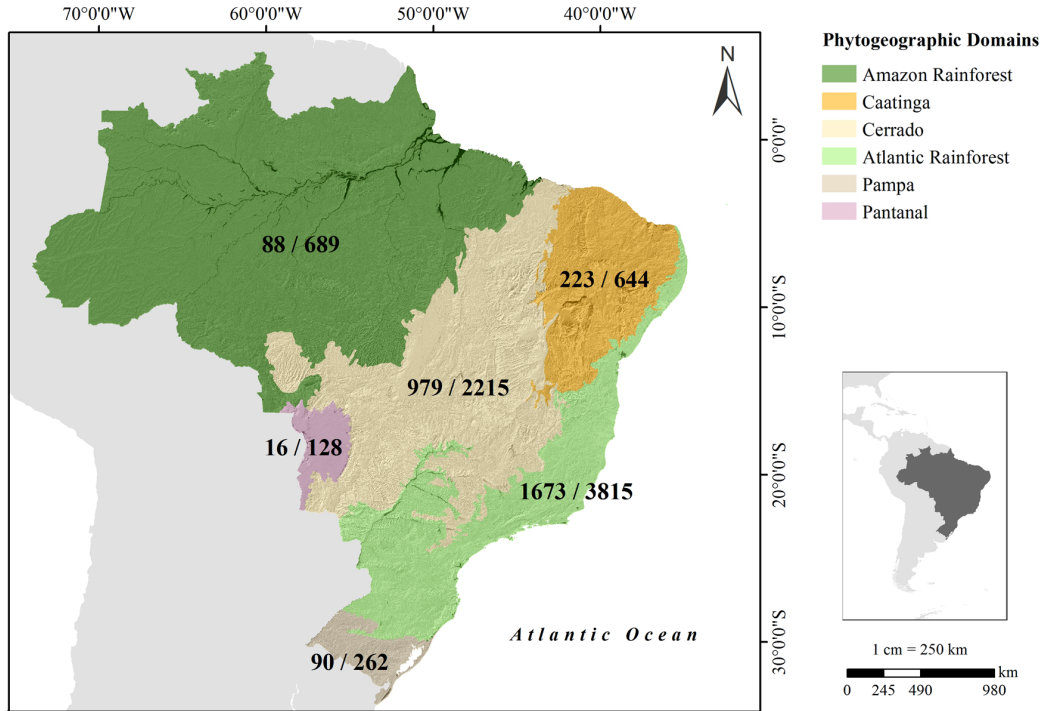 70°0'0"W 60°0'0"W 50°0'0"W 40°0'0"W
N
Phytogeographic Domains
Amazon Rainforest
Caatinga
Cerrado
Atlantic Rainforest
Pampa
Pantanal
0°0'0"
10°0'0"S
20°0'0"S
30°0'0"S
88 / 689
223 / 644
979 / 2215
16 / 128
1673 / 3815
90 / 262
Atlantic Ocean
1 cm = 250 km
km
0 245 490 980